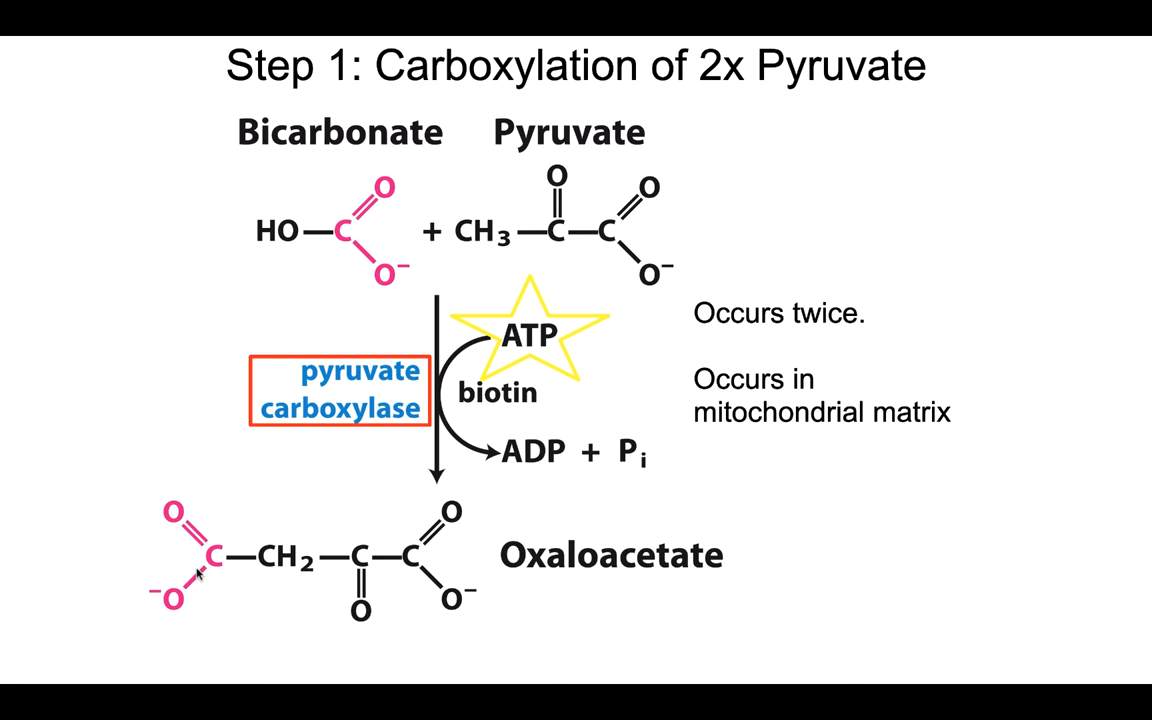 Step 1: Carboxylation of 2x Pyruvate
Bicarbonate Pyruvate
O O O
HO—C + CH₃—C—C
O⁻ O⁻
Occurs twice.
ATP
pyruvate
carboxylase
biotin
Occurs in
mitochondrial matrix
ADP + Pᵢ
O O
C—CH₂—C—C Oxaloacetate
⁻O O O⁻